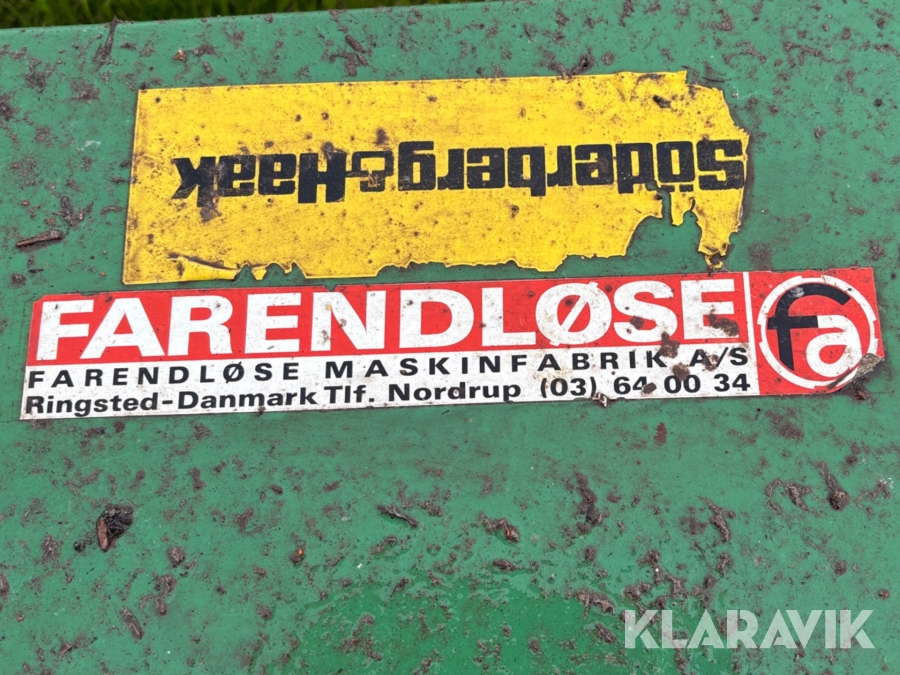 Söderberg & Haak
FARENDLØSE
fa
FARENDLØSE MASKINFABRIK A/S
Ringsted-Danmark Tlf. Nordrup (03) 64 00 34
KLARAVIK